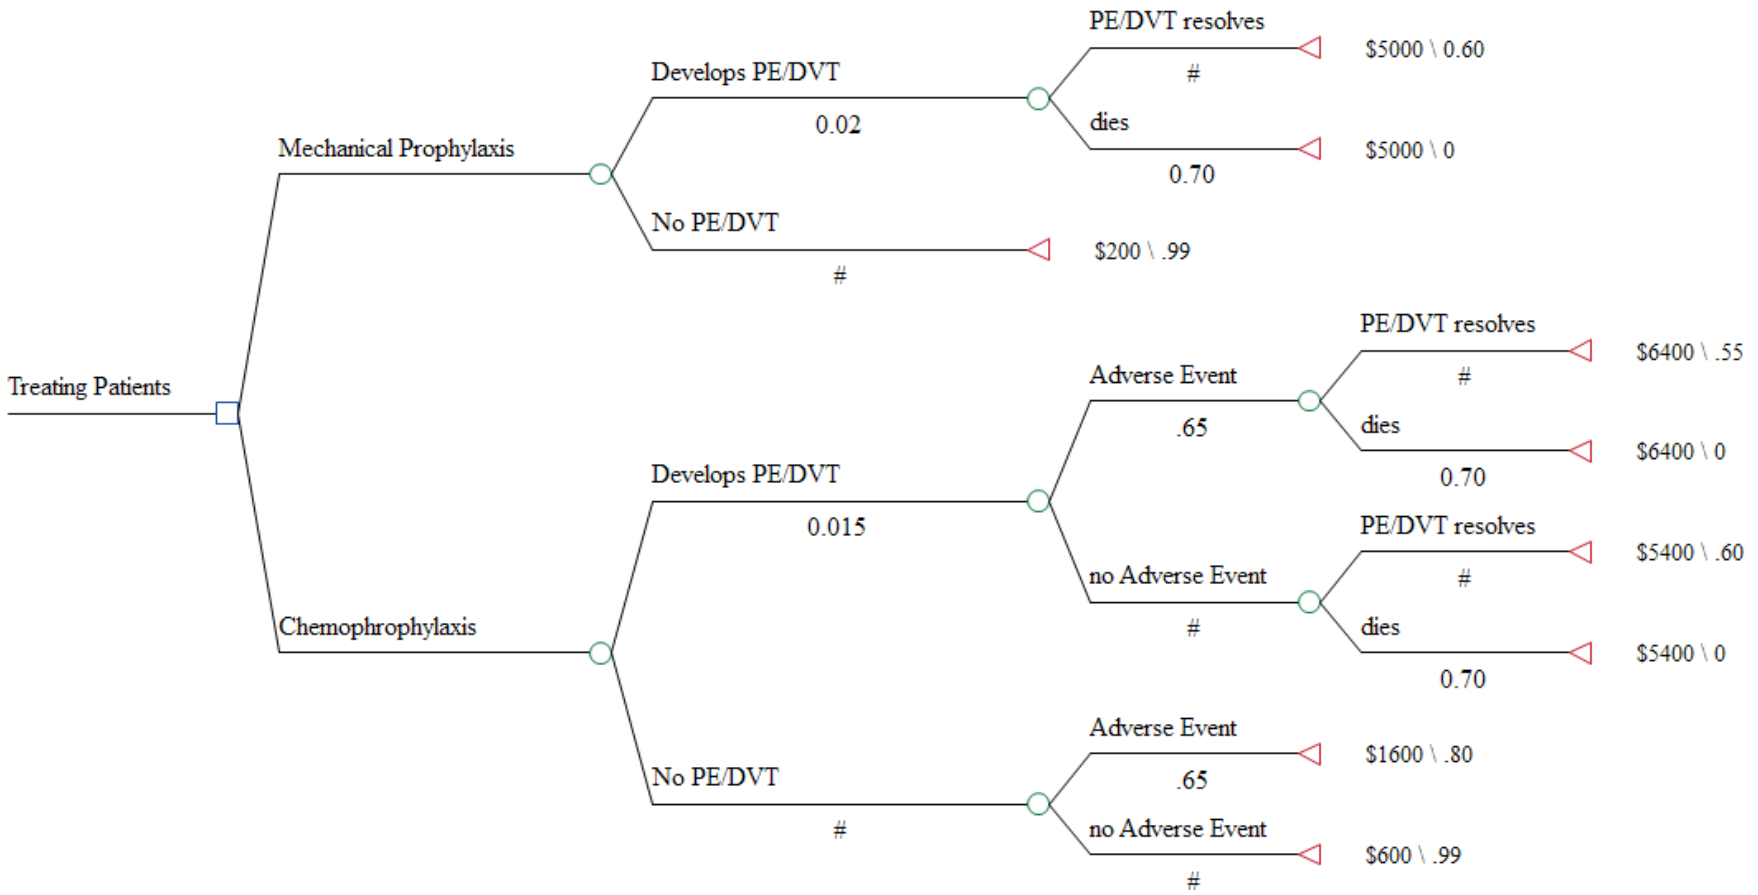 PE/DVT resolves
$5000 \ 0.60
#
Develops PE/DVT
0.02
dies
$5000 \ 0
0.70
Mechanical Prophylaxis
No PE/DVT
$200 \ .99
#
PE/DVT resolves
$6400 \ .55
#
Adverse Event
.65
dies
$6400 \ 0
0.70
Treating Patients
Develops PE/DVT
0.015
PE/DVT resolves
$5400 \ .60
#
no Adverse Event
#
dies
$5400 \ 0
0.70
Chemophrophylaxis
Adverse Event
$1600 \ .80
.65
No PE/DVT
#
no Adverse Event
$600 \ .99
#